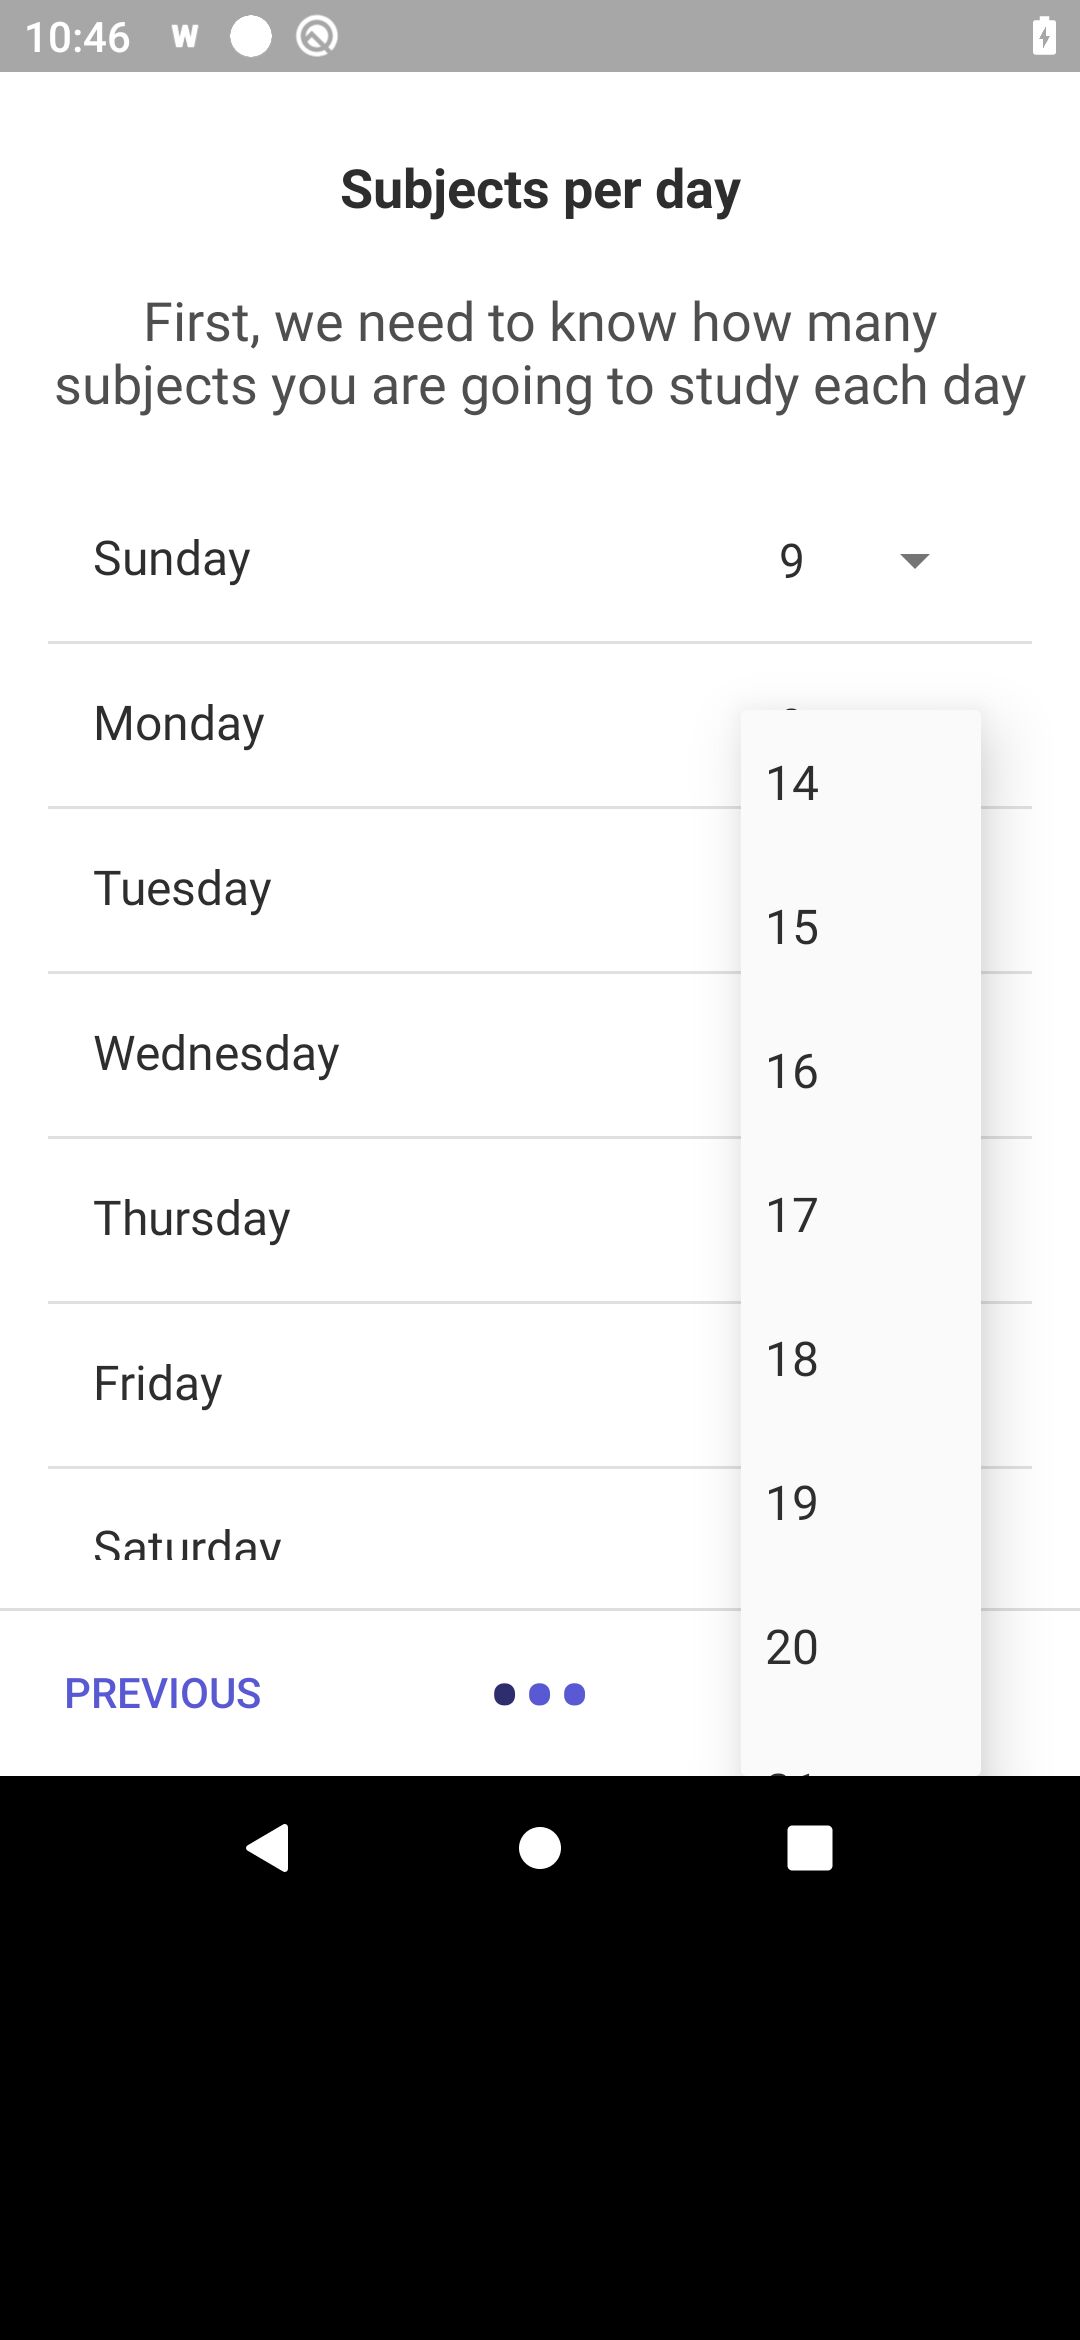 10:46 W
Subjects per day
First, we need to know how many
subjects you are going to study each day
Sunday 9
Monday
14
Tuesday
15
Wednesday
16
Thursday
17
18
Friday
19
Saturday
20
PREVIOUS